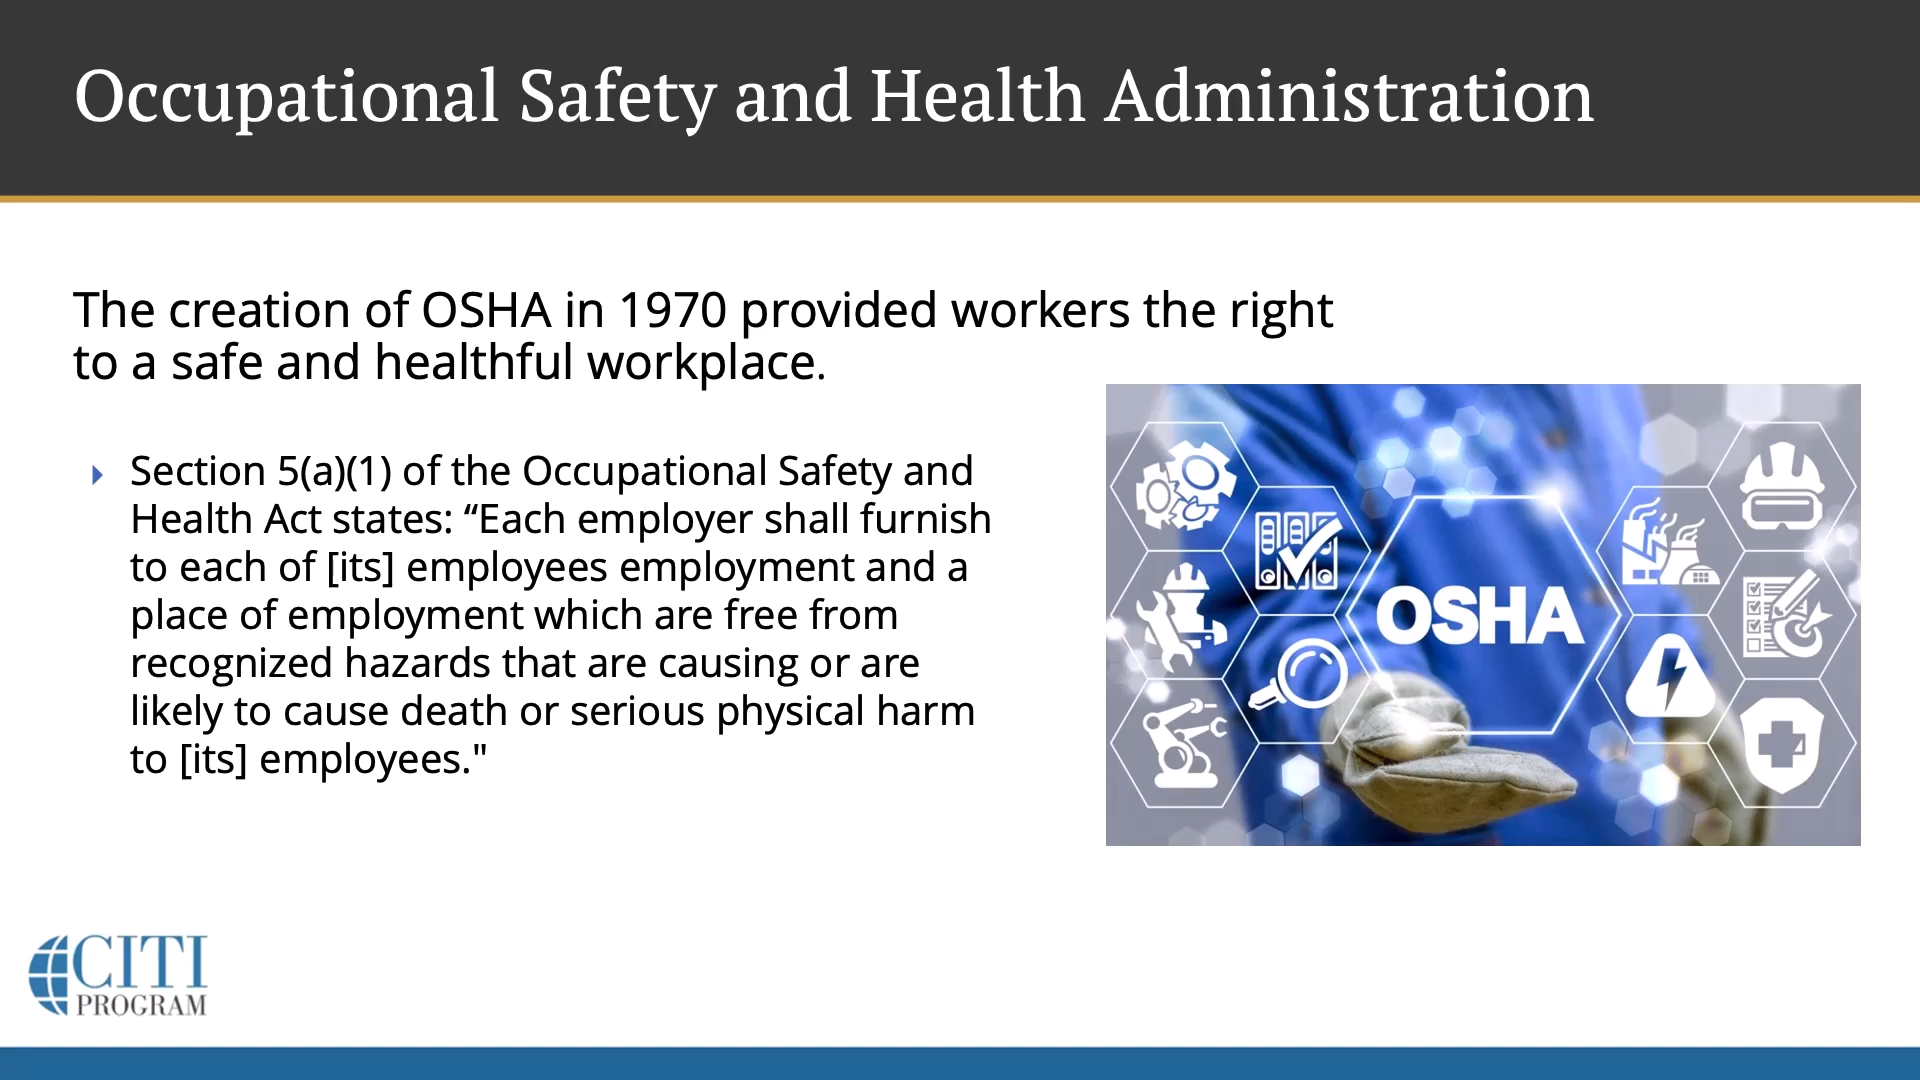 Occupational Safety and Health Administration
The creation of OSHA in 1970 provided workers the right
to a safe and healthful workplace.
Section 5(a)(1) of the Occupational Safety and
Health Act states: “Each employer shall furnish
to each of [its] employees employment and a
place of employment which are free from
recognized hazards that are causing or are
likely to cause death or serious physical harm
to [its] employees."
OSHA
CITI
PROGRAM